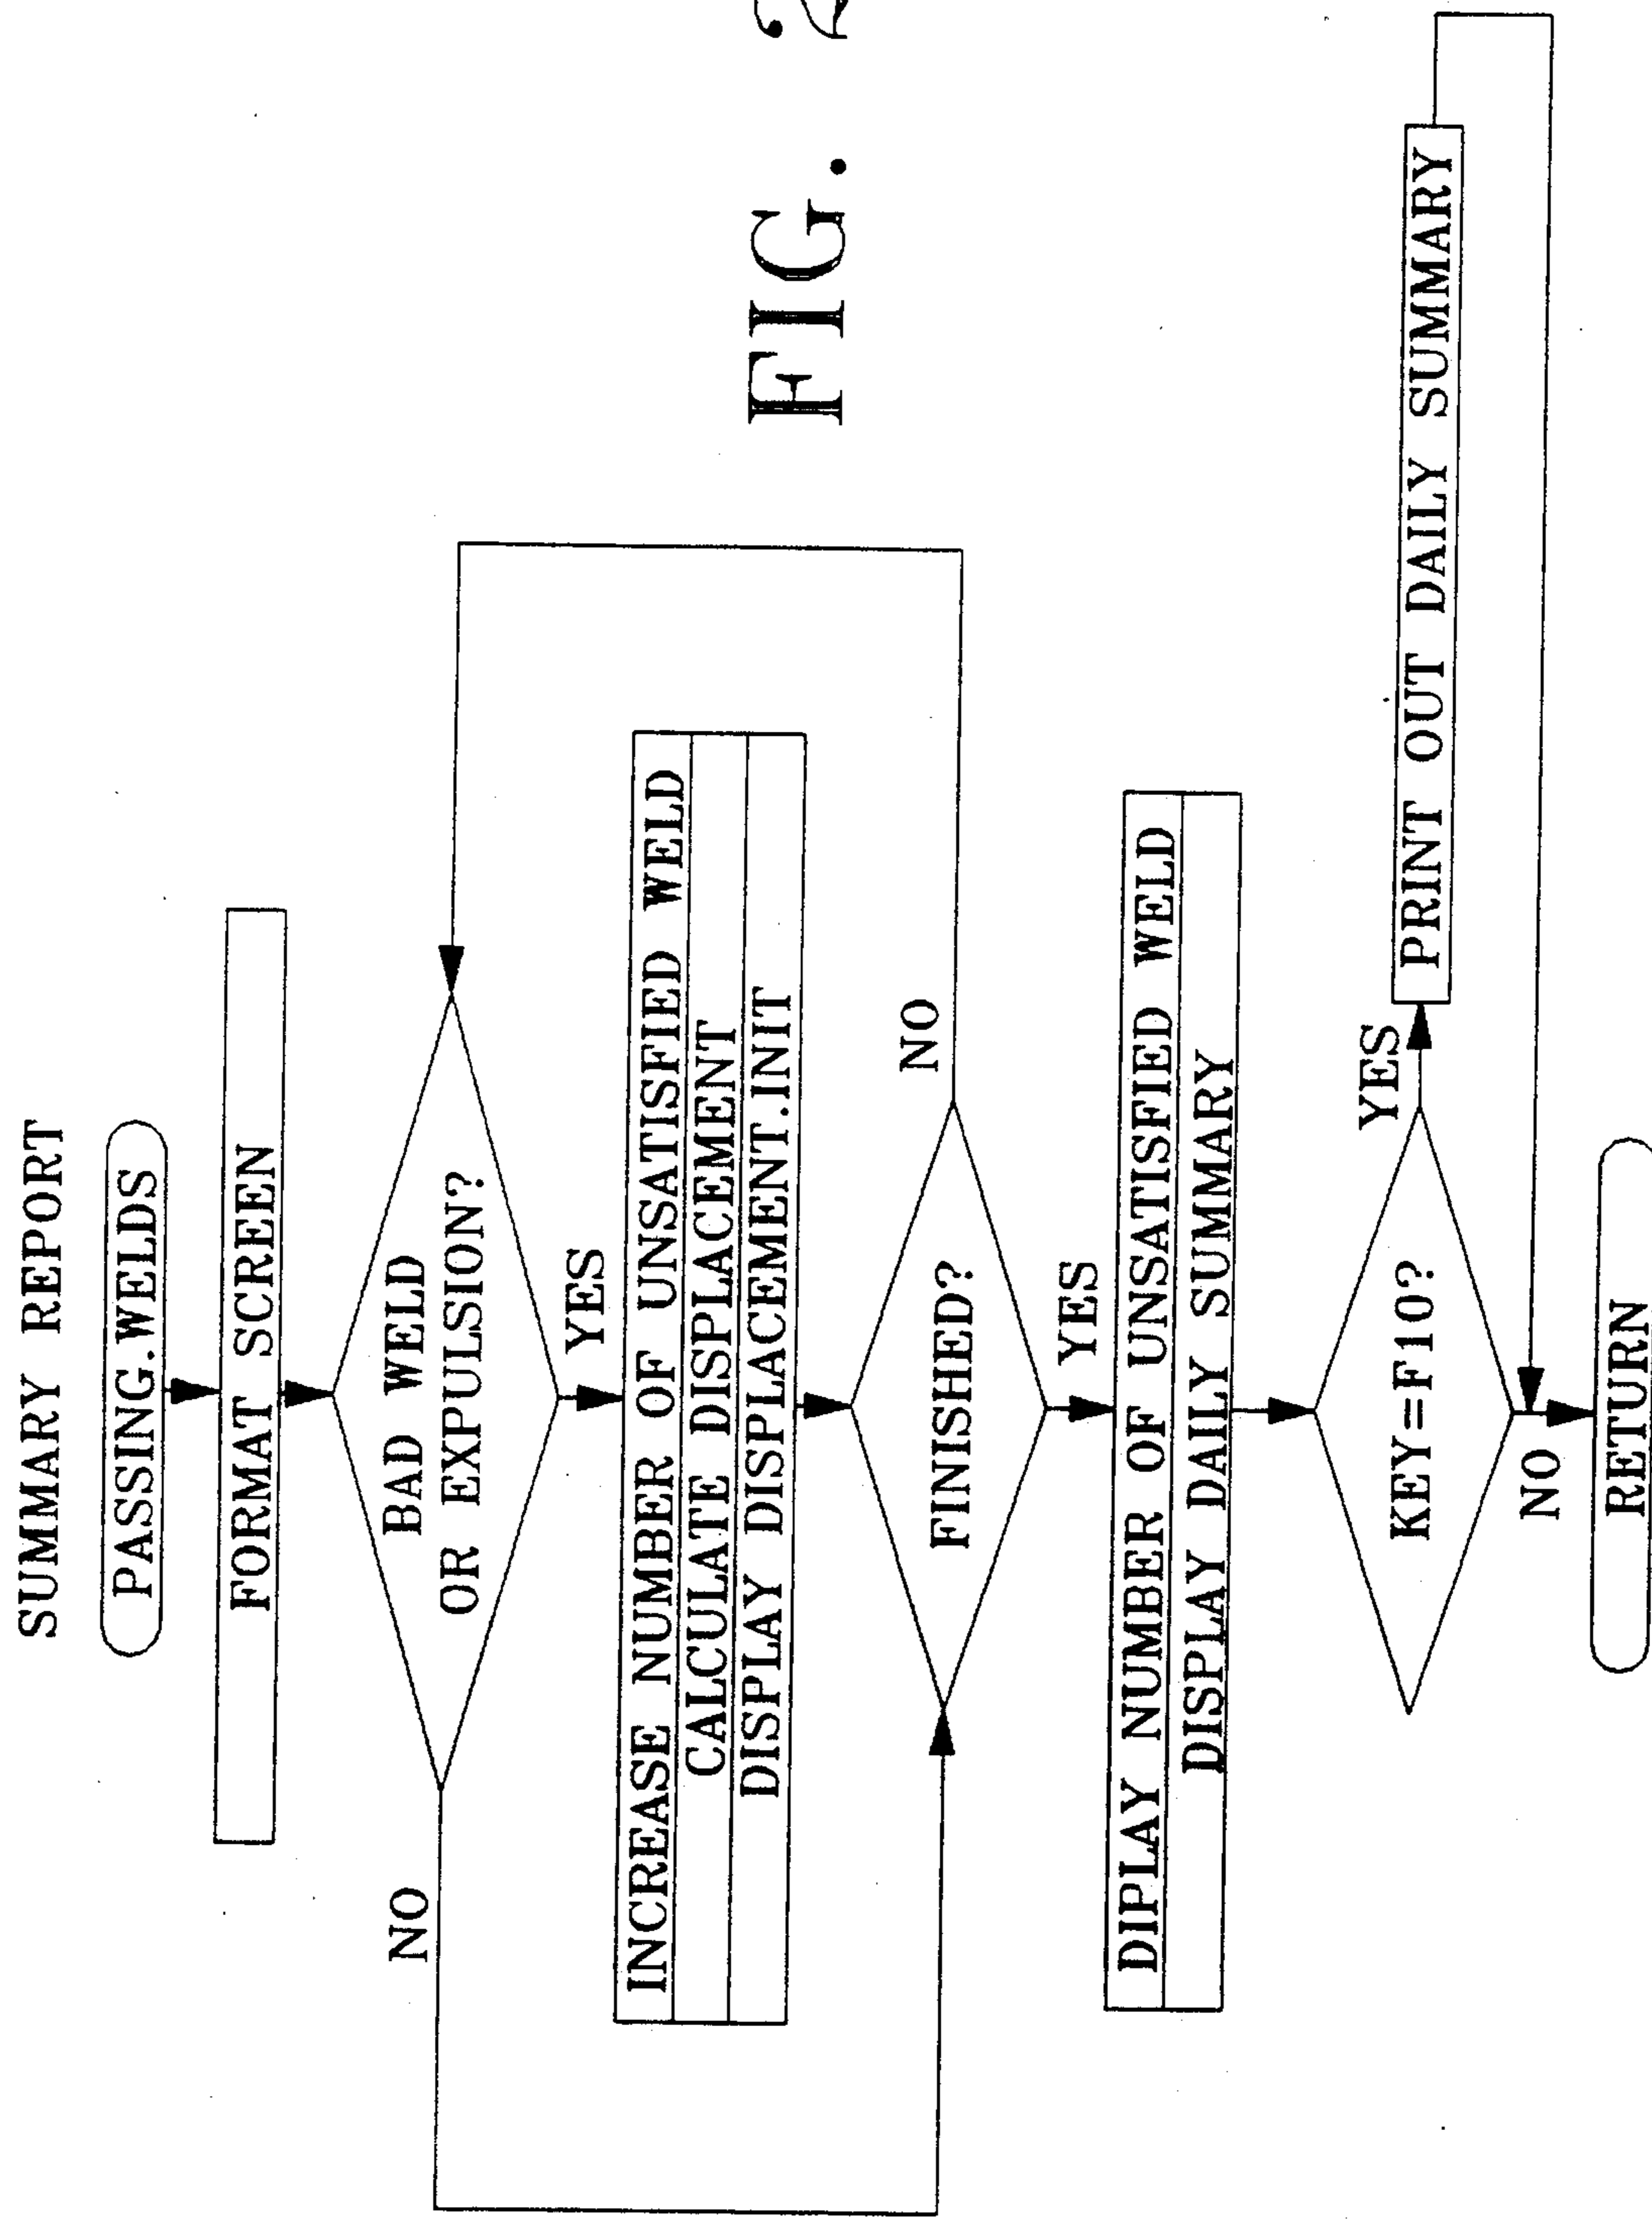 SUMMARY REPORT
PASSING.WELDS
FORMAT SCREEN
BAD WELD
OR EXPULSION?
NO
YES
INCREASE NUMBER OF UNSATISFIED WELD
CALCULATE DISPLACEMENT
DISPLAY DISPLACEMENT.INIT
FINISHED?
NO
YES
DIPLAY NUMBER OF UNSATISFIED WELD
DISPLAY DAILY SUMMARY
KEY=F10?
YES
PRINT OUT DAILY SUMMARY
NO
RETURN
FIG.